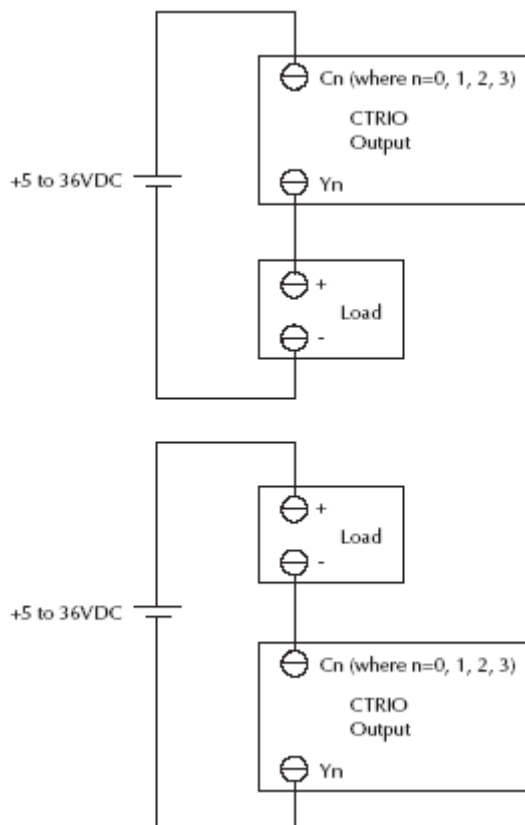 Cn (where n=0, 1, 2, 3)
CTRIO
Output
+5 to 36VDC
Yn
+
Load
-
+
Load
-
+5 to 36VDC
Cn (where n=0, 1, 2, 3)
CTRIO
Output
Yn